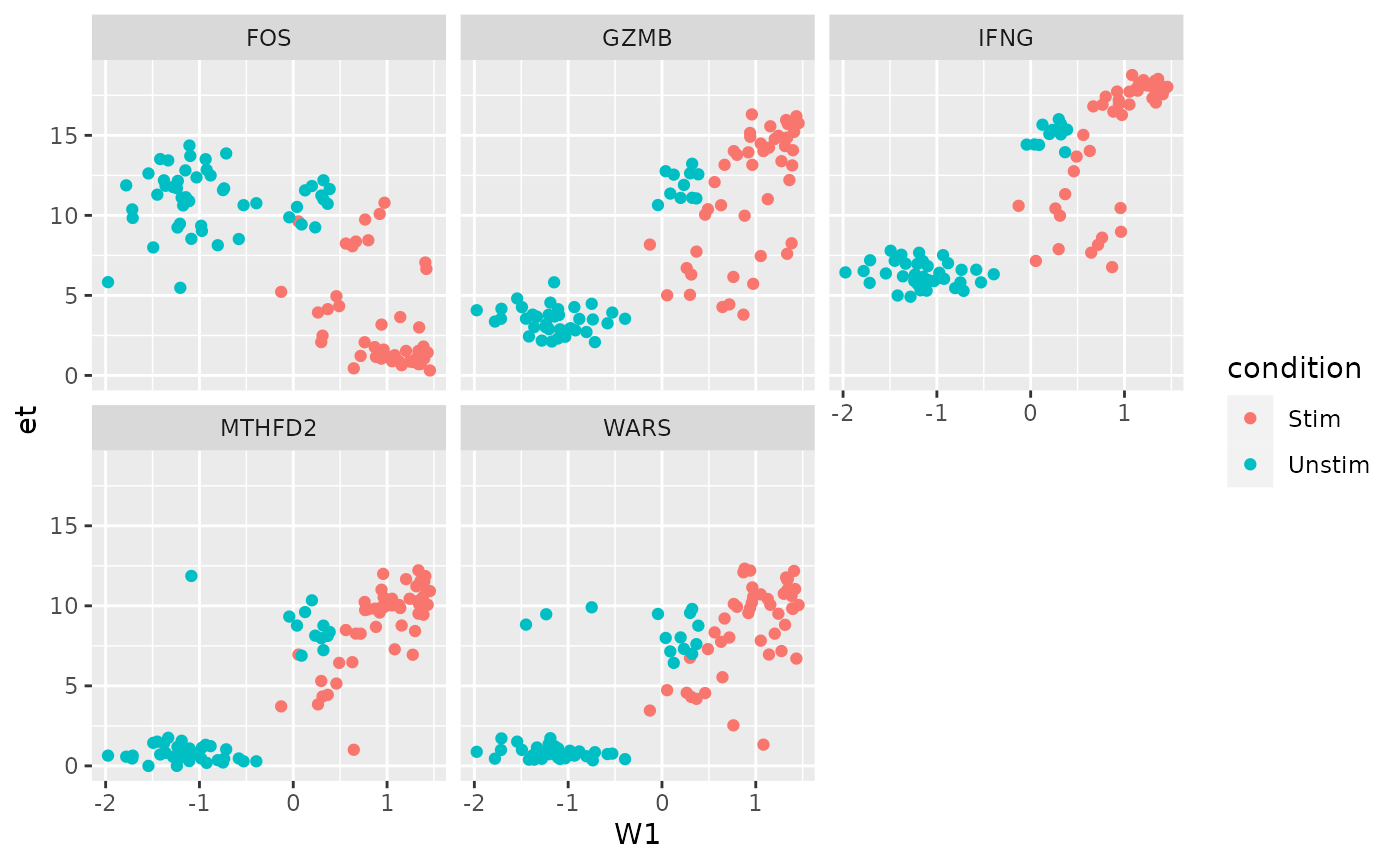 FOS GZMB IFNG
15
10
5
0
-2 -1 0 1
et
condition
Stim
Unstim
MTHFD2 WARS
15
10
5
0
-2 -1 0 1 -2 -1 0 1
W1